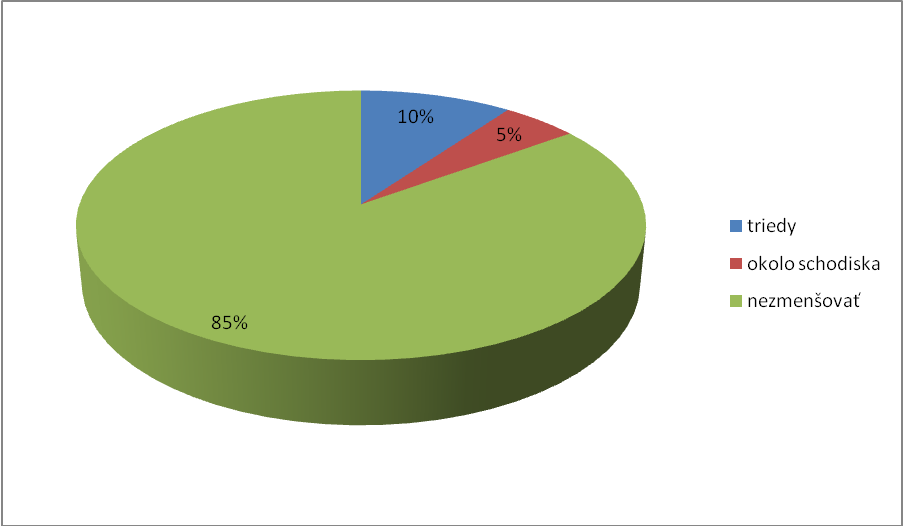 10%
5%
85%
triedy
okolo schodiska
nezmenšovať